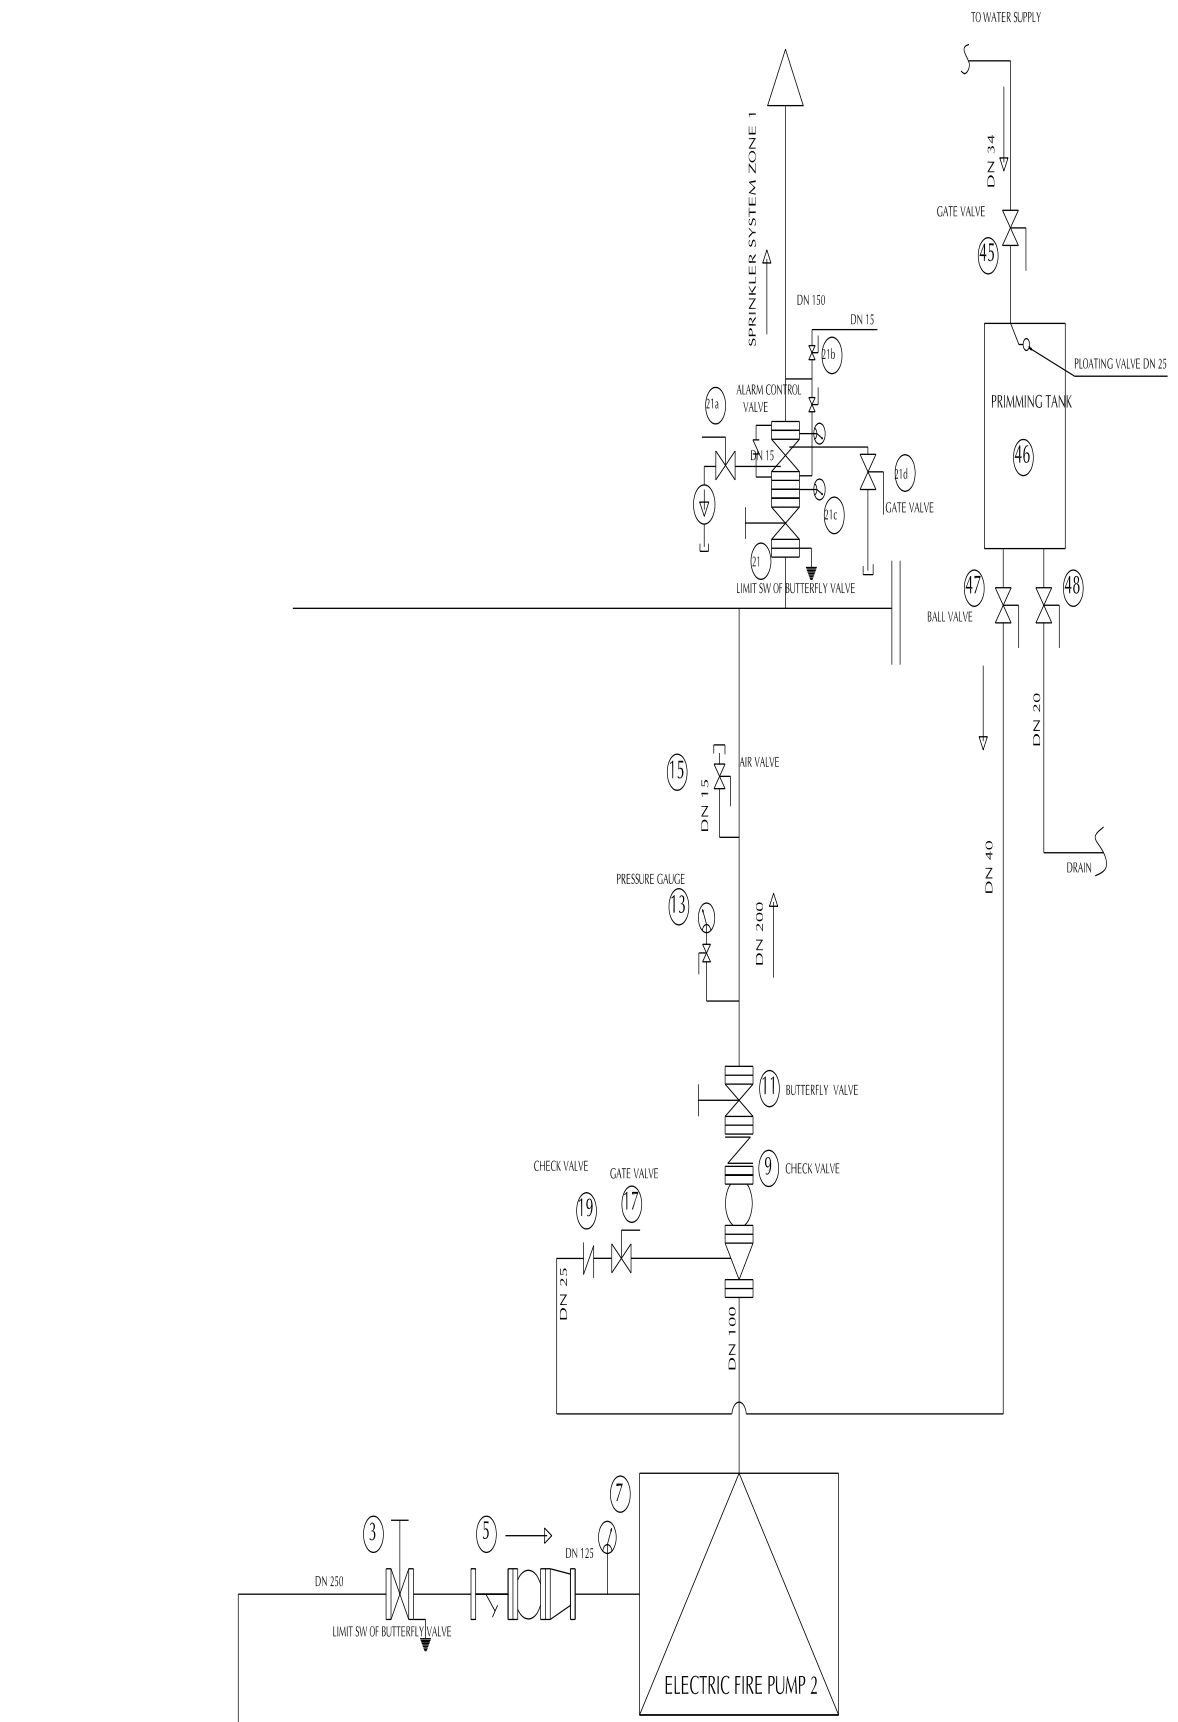 TO WATER SUPPLY
SPRINKLER SYSTEM ZONE 1
DN 34
GATE VALVE
45
DN 150
DN 15
21b
PLOATING VALVE DN 25
ALARM CONTROL
VALVE
21a
PRIMMING TANK
DN 15
46
21d
GATE VALVE
21c
21
LIMIT SW OF BUTTERFLY VALVE
47
48
BALL VALVE
DN 20
15
AIR VALVE
DN 15
DN 40
DRAIN
PRESSURE GAUGE
13
DN 200
11
BUTTERFLY VALVE
CHECK VALVE
GATE VALVE
9
CHECK VALVE
19
17
DN 25
DN 100
7
3
5
DN 125
DN 250
LIMIT SW OF BUTTERFLY VALVE
ELECTRIC FIRE PUMP 2